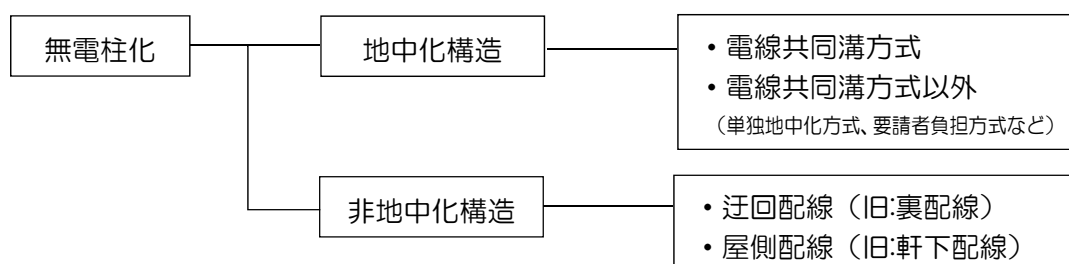 無電柱化
地中化構造
・電線共同溝方式
・電線共同溝方式以外
（単独地中化方式、要請者負担方式など）
非地中化構造
・迂回配線（旧:裏配線）
・屋側配線（旧:軒下配線）